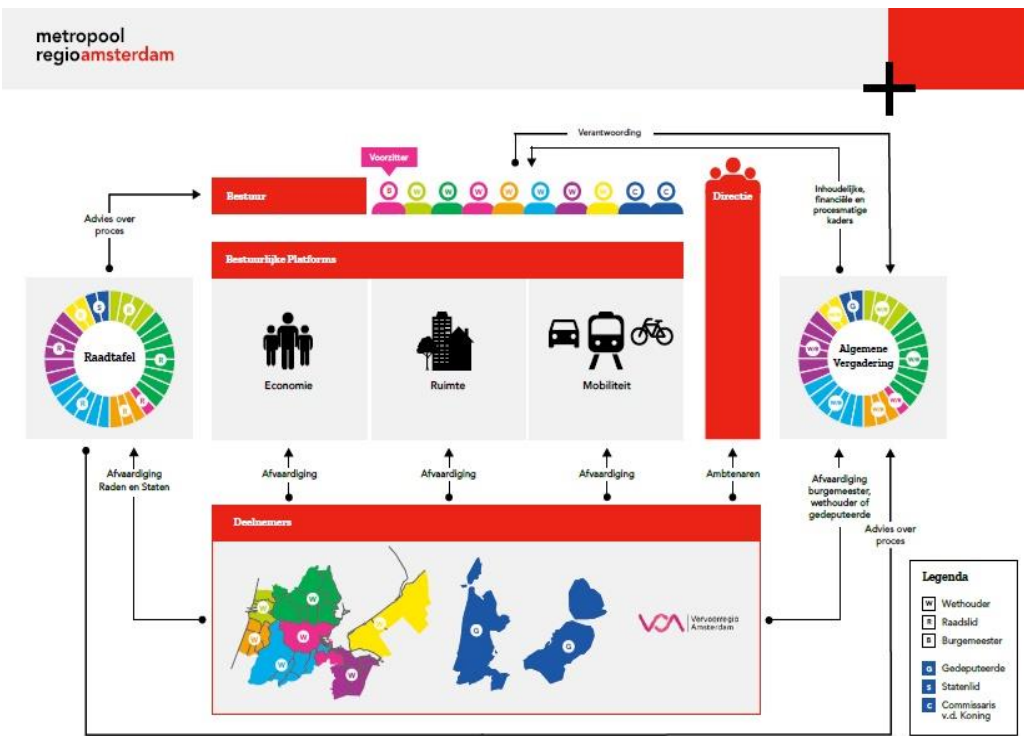 metropool
regioamsterdam
Verantwoording
Voorzitter
B W W W W W W W C C
Bestuur
Directie
Inhoudelijke,
financiële en
procesmatige
kaders
Advies over
proces
Bestuurlijke Platforms
S
R
R
R
R
R
R
Raadtafel
Economie
Ruimte
Mobiliteit
G
W/B
W/B
W/B
W/B
W/B
W/B
Algemene
Vergadering
Afvaardiging
Raden en Staten
Afvaardiging
Afvaardiging
Afvaardiging
Ambtenaren
Afvaardiging
burgemeester,
wethouder of
gedeputeerde
Advies over
proces
Deelnemers
W
W
W
W
W
W
G
G
Vervoerregio
Amsterdam
Legenda
W Wethouder
R Raadslid
B Burgemeester
G Gedeputeerde
S Statenlid
C Commissaris
v.d. Koning